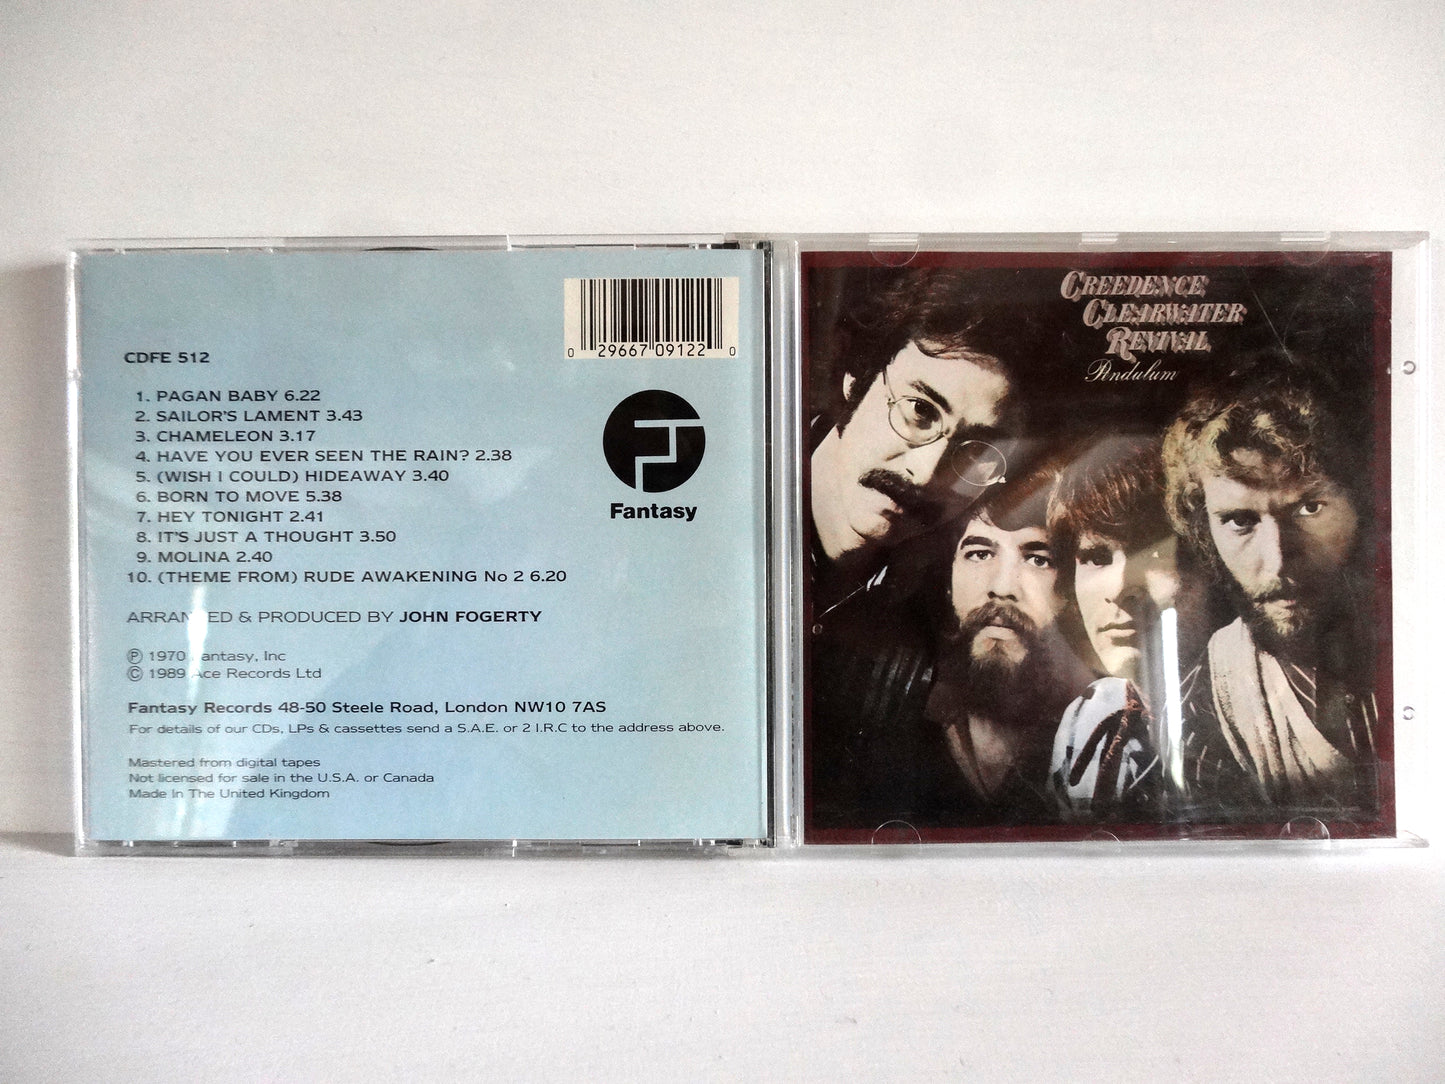 0 29667 09122 0
CDFE 512
1. PAGAN BABY 6.22
2. SAILOR'S LAMENT 3.43
3. CHAMELEON 3.17
4. HAVE YOU EVER SEEN THE RAIN? 2.38
5. (WISH I COULD) HIDEAWAY 3.40
6. BORN TO MOVE 5.38
7. HEY TONIGHT 2.41
8. IT'S JUST A THOUGHT 3.50
9. MOLINA 2.40
10. (THEME FROM) RUDE AWAKENING No 2 6.20
Fantasy
ARRANGED & PRODUCED BY JOHN FOGERTY
℗ 1970 Fantasy, Inc
© 1989 Ace Records Ltd
Fantasy Records 48-50 Steele Road, London NW10 7AS
For details of our CDs, LPs & cassettes send a S.A.E. or 2 I.R.C to the address above.
Mastered from digital tapes
Not licensed for sale in the U.S.A. or Canada
Made In The United Kingdom
CREEDENCE
CLEARWATER
REVIVAL
Pendulum